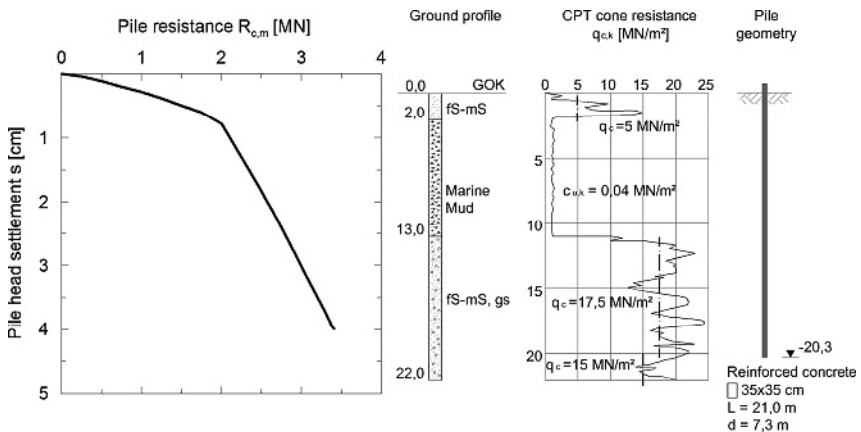 Pile resistance R_c,m [MN]
0 1 2 3 4
Pile head settlement s [cm]
1
2
3
4
5
Ground profile
0,0 GOK
2,0 fS-mS
Marine
Mud
13,0
fS-mS, gs
22,0
CPT cone resistance
q_c,k [MN/m²]
0 5 10 15 20 25
0
5
10
15
20
q_c =5 MN/m²
c_u,k = 0,04 MN/m²
q_c =17,5 MN/m²
q_c =15 MN/m²
Pile
geometry
-20,3
Reinforced concrete
35x35 cm
L = 21,0 m
d = 7,3 m